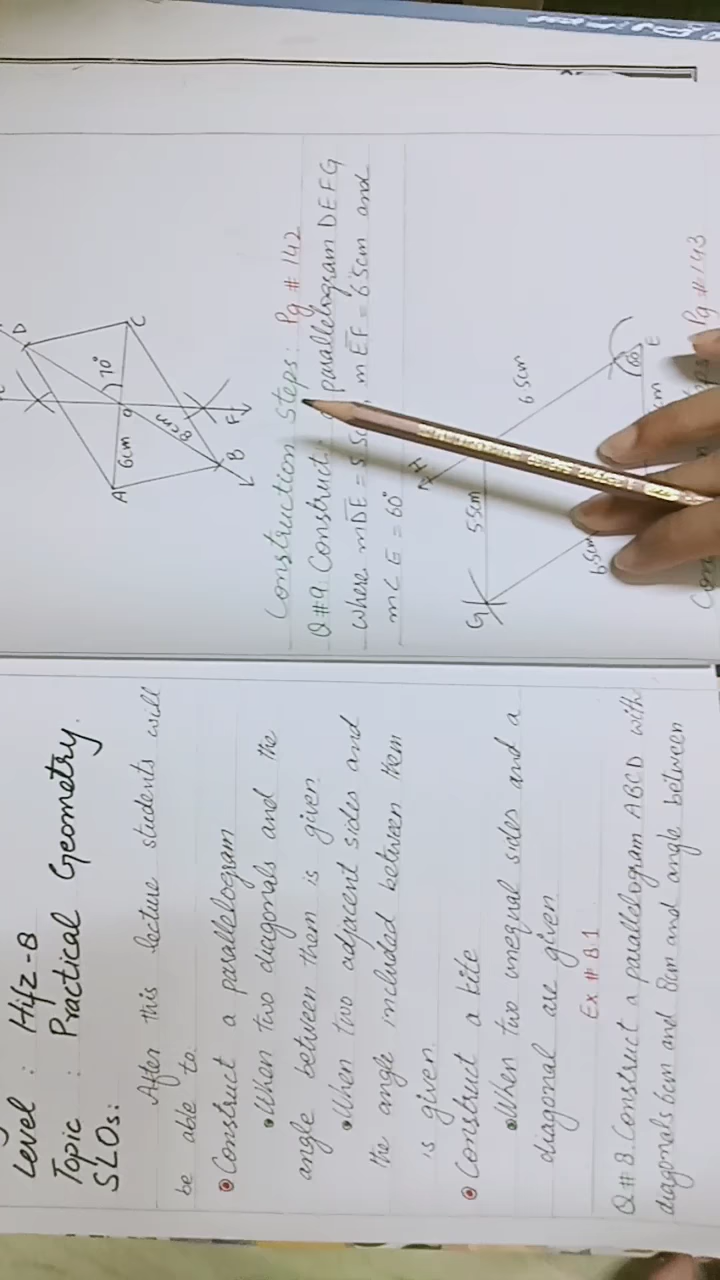 Level : Hifz-8
Topic : Practical Geometry.
SLOs:
After this lecture students will
be able to
Construct a parallelogram
•When two diagonals and the
angle between them is given.
•When two adjacent sides and
the angle included between them
is given.
Construct a kite
•When two unequal sides and a
diagonal are given
Ex # 8.1
Q # 8. Construct a parallelogram ABCD with
diagonals 6cm and 8cm and angle between
D
C
70°
O
6cm
8cm
A
B
F
Construction Steps: Pg # 142
Q # 9. Construct parallelogram DEFG
where mDE = 5.5c mEF = 6.5cm and
m∠E = 60°
H
6.5cm
E
60°
5.5cm
G
6.5cm
cm
Con ps Pg # 143